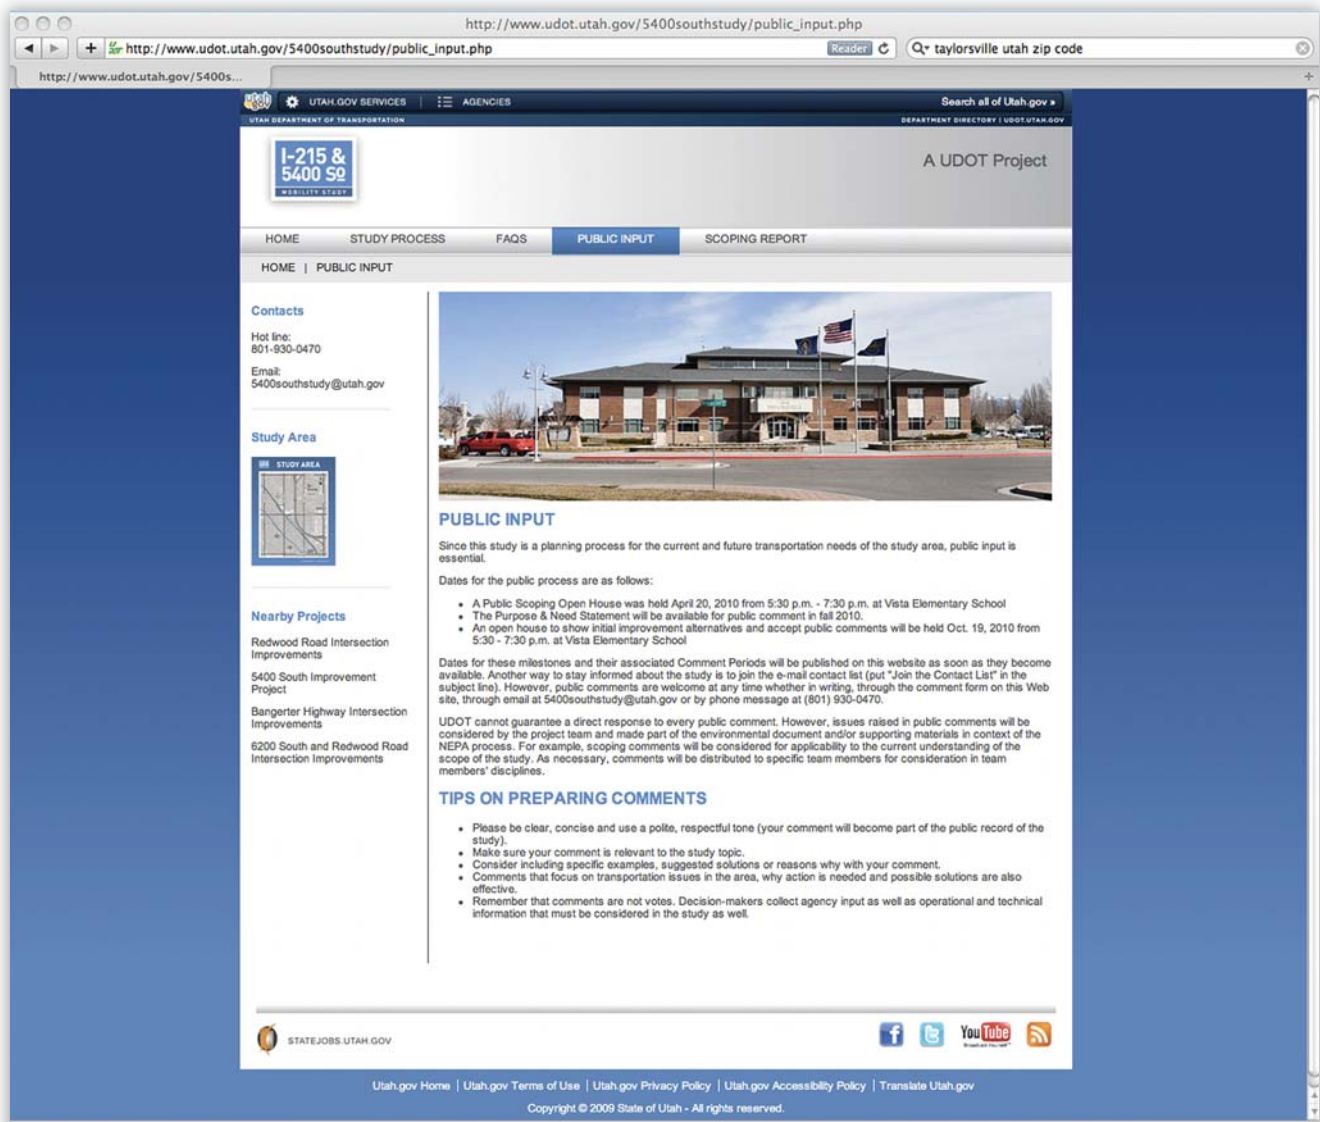 http://www.udot.utah.gov/5400southstudy/public_input.php
http://www.udot.utah.gov/5400southstudy/public_input.php
Reader
taylorsville utah zip code
http://www.udot.utah.gov/5400s...
utah gov
UTAH.GOV SERVICES
AGENCIES
Search all of Utah.gov »
UTAH DEPARTMENT OF TRANSPORTATION
DEPARTMENT DIRECTORY | UDOT.UTAH.GOV
I-215 &
5400 So
MOBILITY STUDY
A UDOT Project
HOME STUDY PROCESS FAQS PUBLIC INPUT SCOPING REPORT
HOME | PUBLIC INPUT
Contacts
Hot line:
801-930-0470
Email:
5400southstudy@utah.gov
Study Area
STUDY AREA
Nearby Projects
Redwood Road Intersection
Improvements
5400 South Improvement
Project
Bangerter Highway Intersection
Improvements
6200 South and Redwood Road
Intersection Improvements
PUBLIC INPUT
Since this study is a planning process for the current and future transportation needs of the study area, public input is
essential.
Dates for the public process are as follows:
• A Public Scoping Open House was held April 20, 2010 from 5:30 p.m. - 7:30 p.m. at Vista Elementary School
• The Purpose & Need Statement will be available for public comment in fall 2010.
• An open house to show initial improvement alternatives and accept public comments will be held Oct. 19, 2010 from
5:30 - 7:30 p.m. at Vista Elementary School
Dates for these milestones and their associated Comment Periods will be published on this website as soon as they become
available. Another way to stay informed about the study is to join the e-mail contact list (put "Join the Contact List" in the
subject line). However, public comments are welcome at any time whether in writing, through the comment form on this Web
site, through email at 5400southstudy@utah.gov or by phone message at (801) 930-0470.
UDOT cannot guarantee a direct response to every public comment. However, issues raised in public comments will be
considered by the project team and made part of the environmental document and/or supporting materials in context of the
NEPA process. For example, scoping comments will be considered for applicability to the current understanding of the
scope of the study. As necessary, comments will be distributed to specific team members for consideration in team
members' disciplines.
TIPS ON PREPARING COMMENTS
• Please be clear, concise and use a polite, respectful tone (your comment will become part of the public record of the
study).
• Make sure your comment is relevant to the study topic.
• Consider including specific examples, suggested solutions or reasons why with your comment.
• Comments that focus on transportation issues in the area, why action is needed and possible solutions are also
effective.
• Remember that comments are not votes. Decision-makers collect agency input as well as operational and technical
information that must be considered in the study as well.
STATEJOBS.UTAH.GOV
YouTube
Utah.gov Home | Utah.gov Terms of Use | Utah.gov Privacy Policy | Utah.gov Accessibility Policy | Translate Utah.gov
Copyright © 2009 State of Utah - All rights reserved.